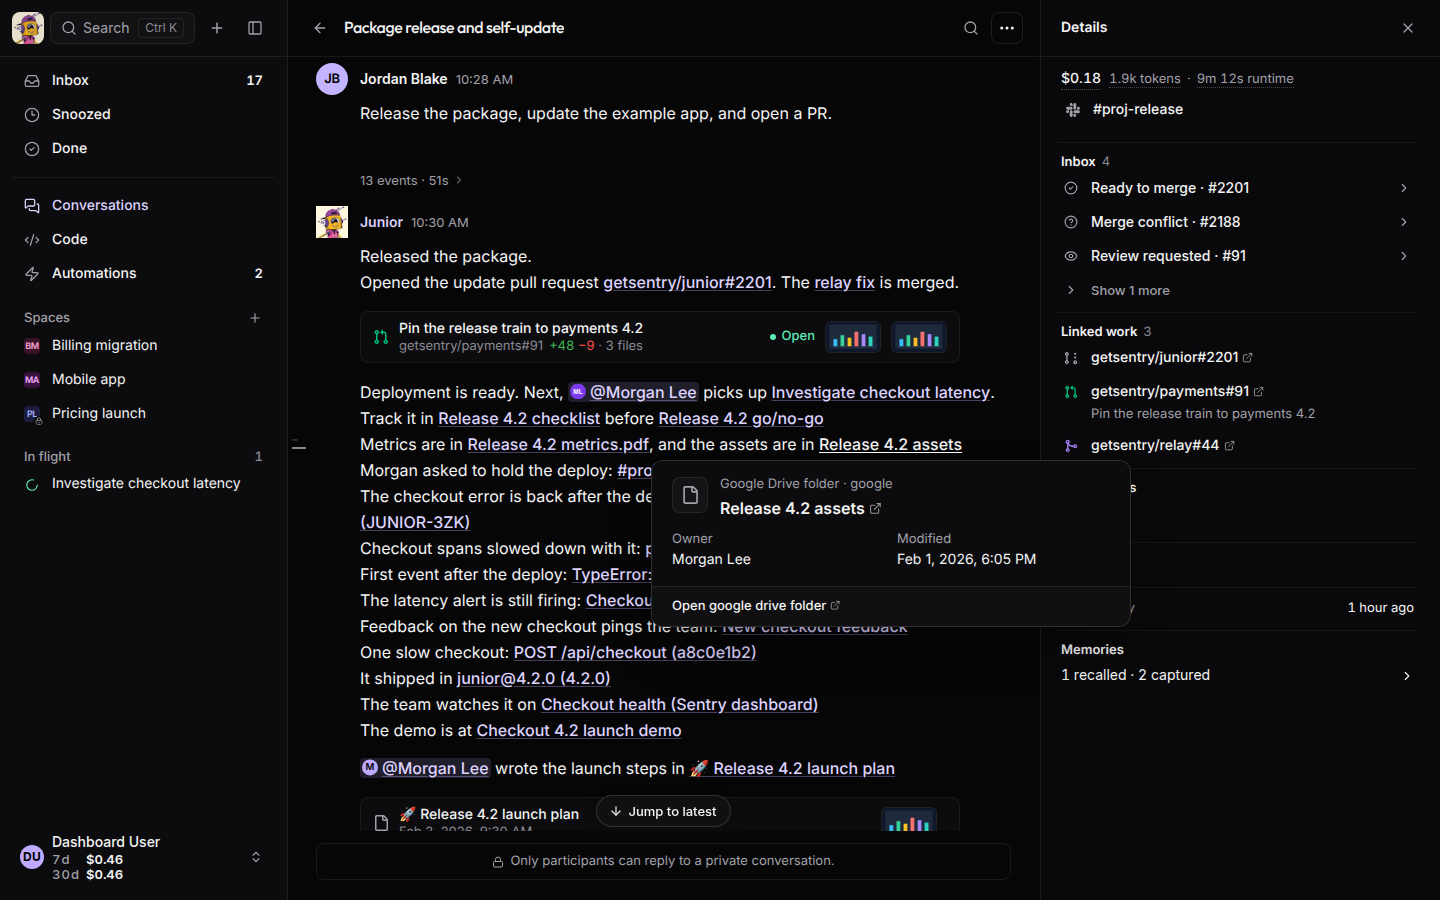 Search Ctrl K
Inbox 17
Snoozed
Done
Conversations
Code
Automations 2
Spaces
BM Billing migration
MA Mobile app
PL Pricing launch
In flight 1
Investigate checkout latency
DU Dashboard User
7d $0.46
30d $0.46
Package release and self-update
JB Jordan Blake 10:28 AM
Release the package, update the example app, and open a PR.
13 events · 51s
Junior 10:30 AM
Released the package.
Opened the update pull request getsentry/junior#2201. The relay fix is merged.
Pin the release train to payments 4.2
getsentry/payments#91 +48 −9 · 3 files
Open
Deployment is ready. Next, ML @Morgan Lee picks up Investigate checkout latency.
Track it in Release 4.2 checklist before Release 4.2 go/no-go
Metrics are in Release 4.2 metrics.pdf, and the assets are in Release 4.2 assets
Morgan asked to hold the deploy: #pro
The checkout error is back after the de
(JUNIOR-3ZK)
Checkout spans slowed down with it: p
First event after the deploy: TypeError:
The latency alert is still firing: Checkou
Feedback on the new checkout pings the team: New checkout feedback
One slow checkout: POST /api/checkout (a8c0e1b2)
It shipped in junior@4.2.0 (4.2.0)
The team watches it on Checkout health (Sentry dashboard)
The demo is at Checkout 4.2 launch demo
M @Morgan Lee wrote the launch steps in 🚀 Release 4.2 launch plan
🚀 Release 4.2 launch plan
Feb 2, 2026, 9:30 AM
Jump to latest
Only participants can reply to a private conversation.
Google Drive folder · google
Release 4.2 assets
Owner Modified
Morgan Lee Feb 1, 2026, 6:05 PM
Open google drive folder
Details
$0.18 1.9k tokens · 9m 12s runtime
#proj-release
Inbox 4
Ready to merge · #2201
Merge conflict · #2188
Review requested · #91
Show 1 more
Linked work 3
getsentry/junior#2201
getsentry/payments#91
Pin the release train to payments 4.2
getsentry/relay#44
s
y 1 hour ago
Memories
1 recalled · 2 captured